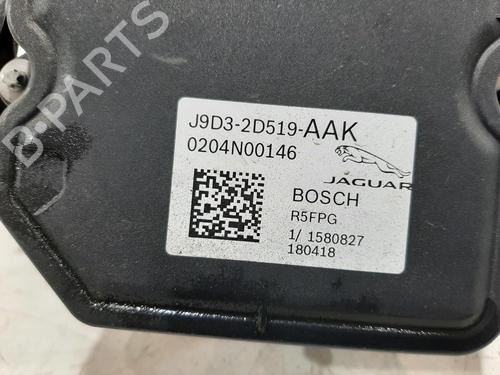 B-PARTS
J9D3-2D519-AAK
0204N00146
JAGUAR
BOSCH
R5FPG
1/ 1580827
180418